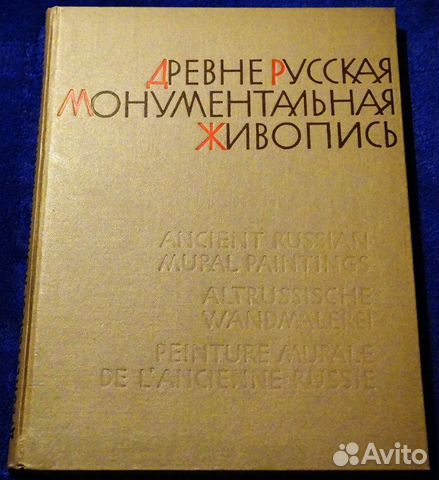 ДРЕВНЕРУССКАЯ
МОНУМЕНТАЛЬНАЯ
ЖИВОПИСЬ
ANCIENT RUSSIAN
MURAL PAINTINGS
ALTRUSSISCHE
WANDMALEREI
PEINTURE MURALE
DE L'ANCIENNE RUSSIE
Avito